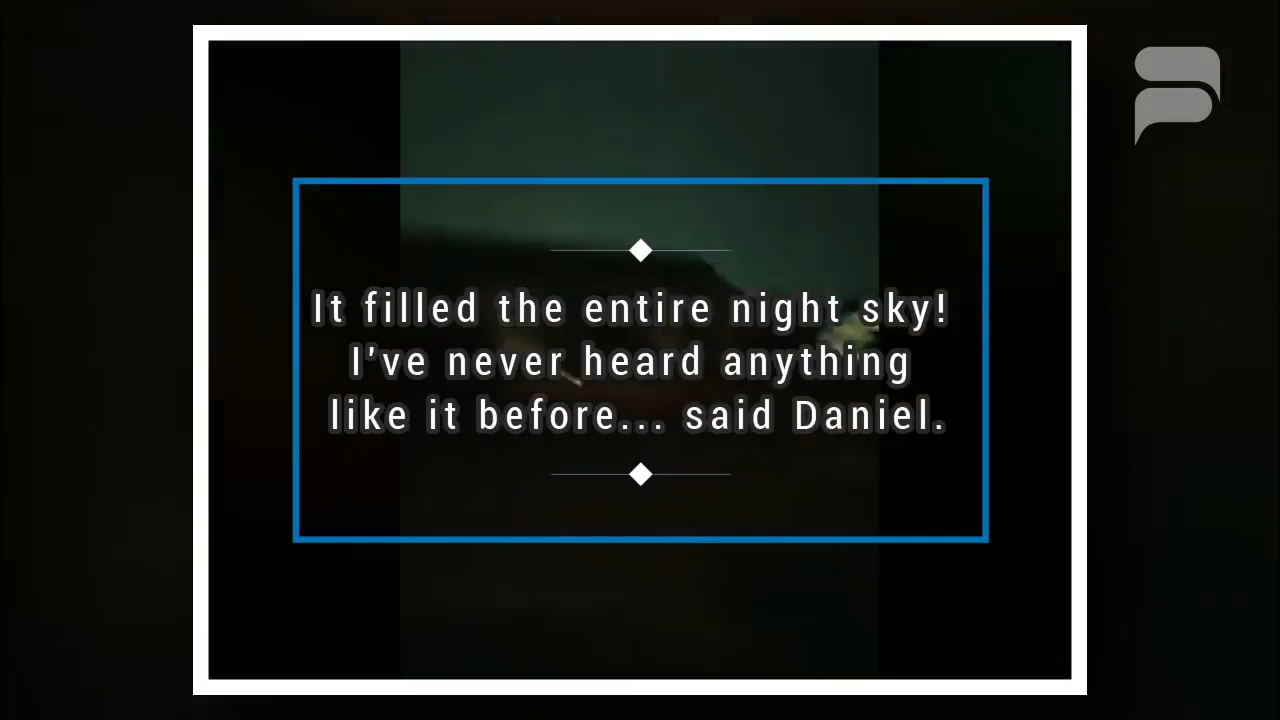 It filled the entire night sky!
I've never heard anything
like it before... said Daniel.